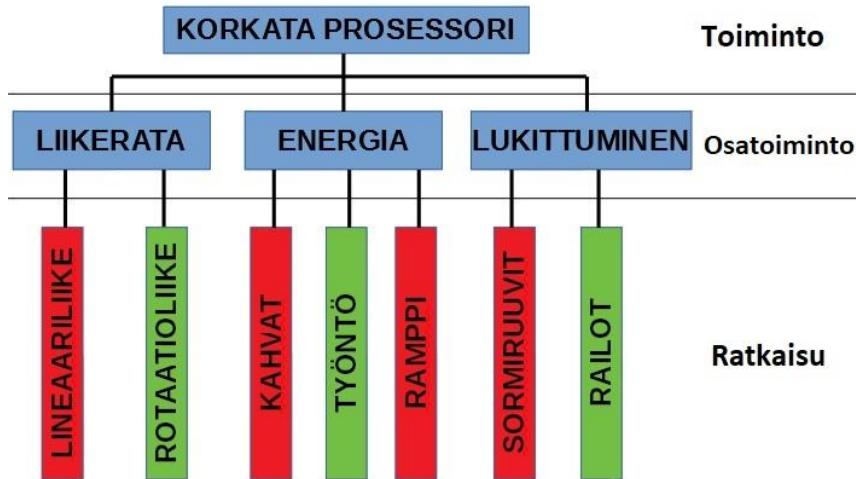 KORKATA PROSESSORI
Toiminto
LIIKERATA
ENERGIA
LUKITTUMINEN
Osatoiminto
LINEAARILIIKE
ROTAATIOLIIKE
KAHVAT
TYÖNTÖ
RAMPPI
SORMIRUUVIT
RAILOT
Ratkaisu